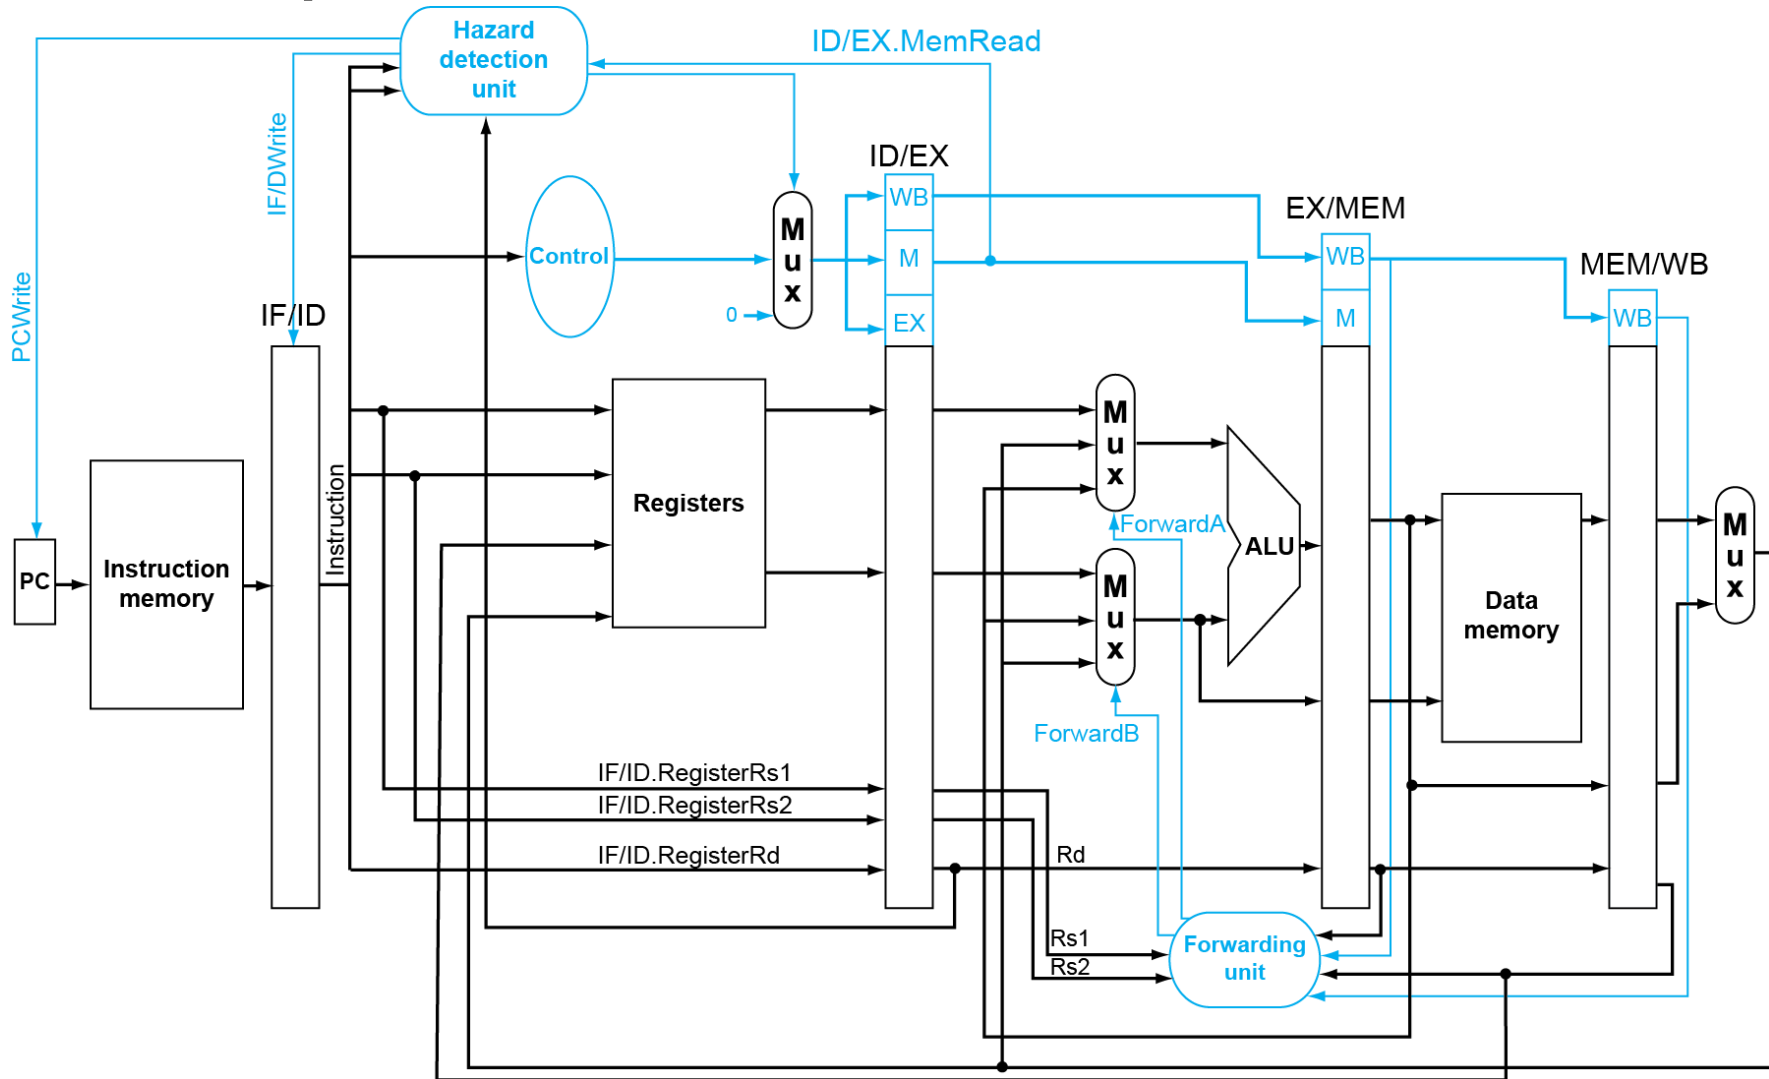 Hazard
detection
unit
ID/EX.MemRead
IF/DWrite
PCWrite
ID/EX
WB
M
EX
Control
M
u
x
0
EX/MEM
WB
M
MEM/WB
WB
IF/ID
Instruction
PC
Instruction
memory
Registers
M
u
x
ForwardA
M
u
x
ForwardB
ALU
Data
memory
M
u
x
IF/ID.RegisterRs1
IF/ID.RegisterRs2
IF/ID.RegisterRd
Rd
Rs1
Rs2
Forwarding
unit